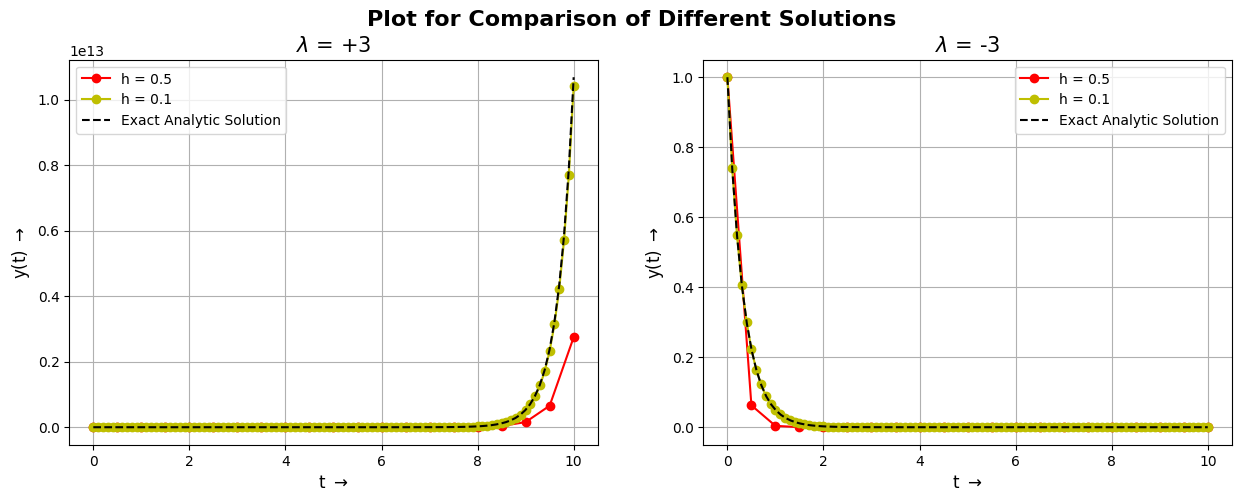 Plot for Comparison of Different Solutions
λ = +3
1e13
h = 0.5
h = 0.1
Exact Analytic Solution
1.0
0.8
0.6
0.4
0.2
0.0
y(t) →
0 2 4 6 8 10
t →
λ = -3
h = 0.5
h = 0.1
Exact Analytic Solution
1.0
0.8
0.6
0.4
0.2
0.0
y(t) →
0 2 4 6 8 10
t →